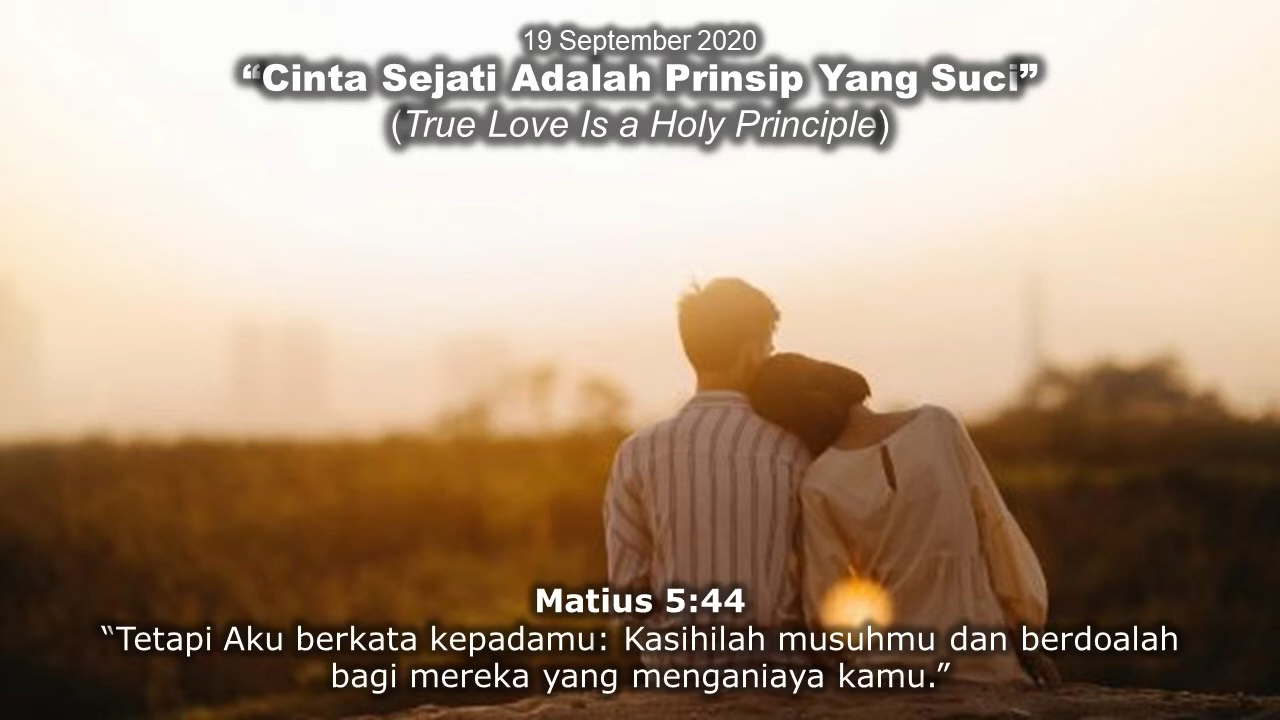 19 September 2020
“Cinta Sejati Adalah Prinsip Yang Suci”
(True Love Is a Holy Principle)
Matius 5:44
“Tetapi Aku berkata kepadamu: Kasihilah musuhmu dan berdoalah
bagi mereka yang menganiaya kamu.”